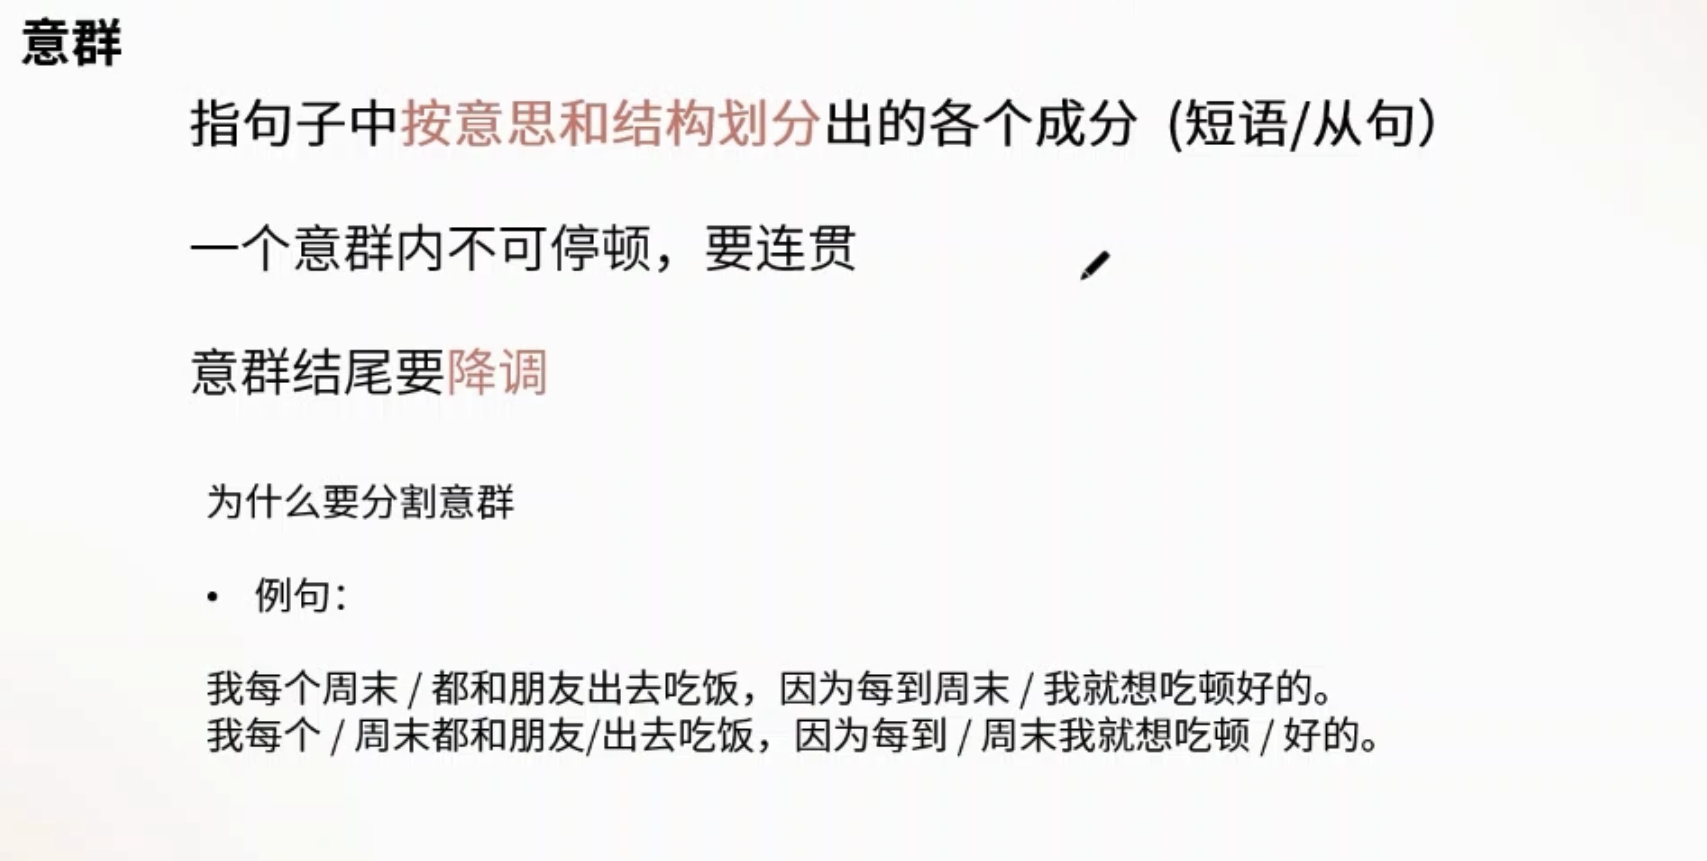 意群
指句子中按意思和结构划分出的各个成分 (短语/从句）
一个意群内不可停顿，要连贯
意群结尾要降调
为什么要分割意群
• 例句：
我每个周末 / 都和朋友出去吃饭，因为每到周末 / 我就想吃顿好的。
我每个 / 周末都和朋友/出去吃饭，因为每到 / 周末我就想吃顿 / 好的。